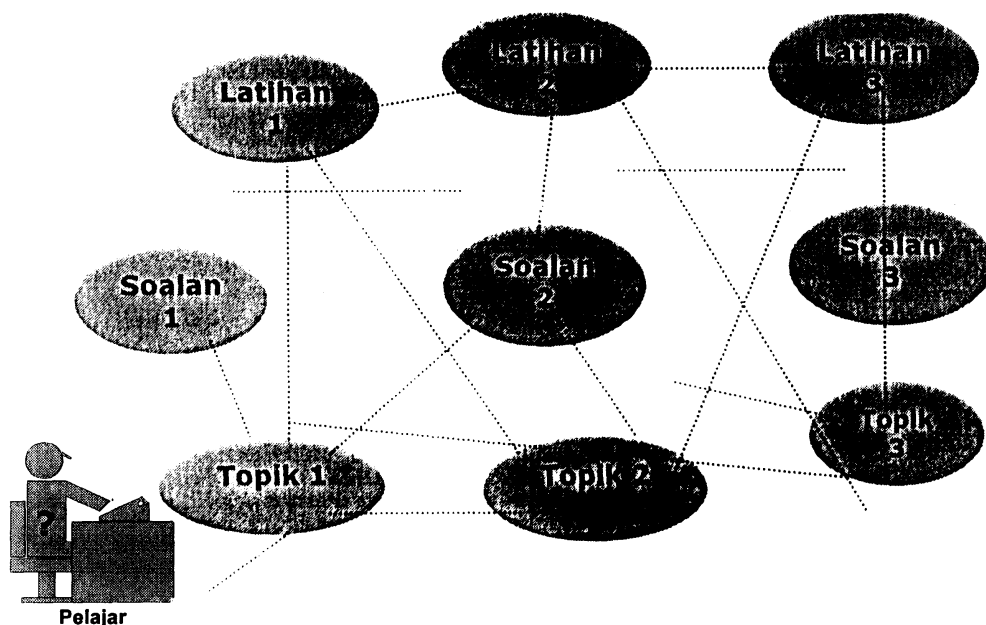 Latihan
1
Latihan
2
Latihan
3
Soalan
1
Soalan
2
Soalan
3
Topik 1
Topik 2
Topik
3
?
Pelajar